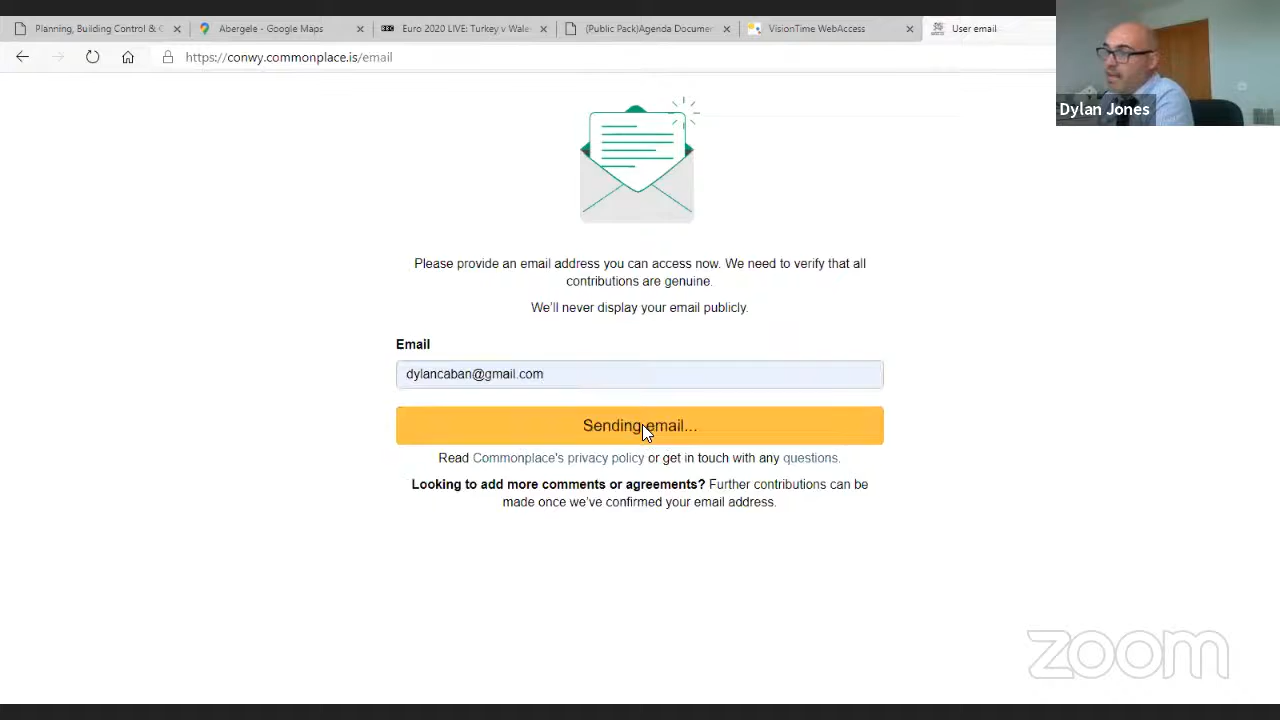 Planning, Building Control & C
Abergele - Google Maps
Euro 2020 LIVE: Turkey v Wale
(Public Pack)Agenda Documen
VisionTime WebAccess
User email
https://conwy.commonplace.is/email
Dylan Jones
Please provide an email address you can access now. We need to verify that all
contributions are genuine.
We'll never display your email publicly.
Email
dylancaban@gmail.com
Sending email...
Read Commonplace's privacy policy or get in touch with any questions.
Looking to add more comments or agreements? Further contributions can be
made once we've confirmed your email address.
zoom